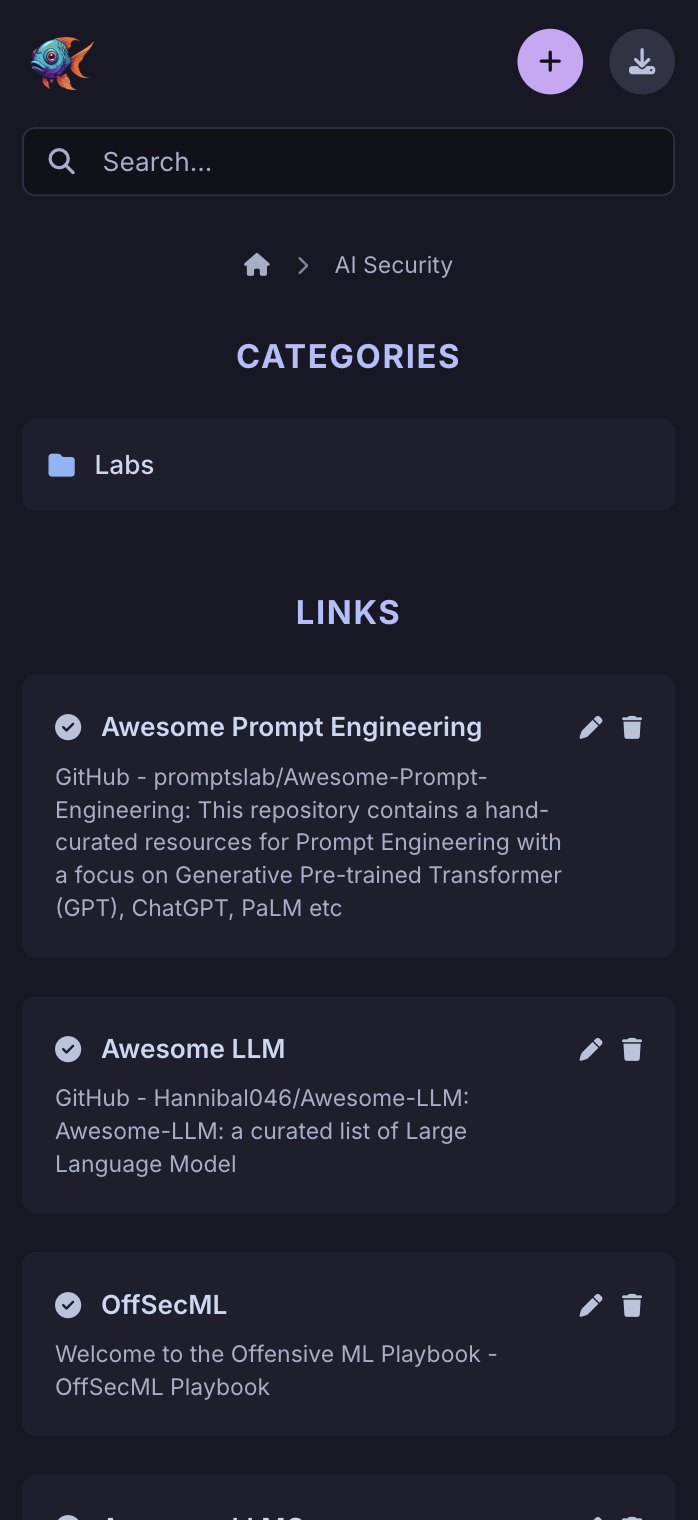 Search...
AI Security
CATEGORIES
Labs
LINKS
Awesome Prompt Engineering
GitHub - promptslab/Awesome-Prompt-
Engineering: This repository contains a hand-
curated resources for Prompt Engineering with
a focus on Generative Pre-trained Transformer
(GPT), ChatGPT, PaLM etc
Awesome LLM
GitHub - Hannibal046/Awesome-LLM:
Awesome-LLM: a curated list of Large
Language Model
OffSecML
Welcome to the Offensive ML Playbook -
OffSecML Playbook